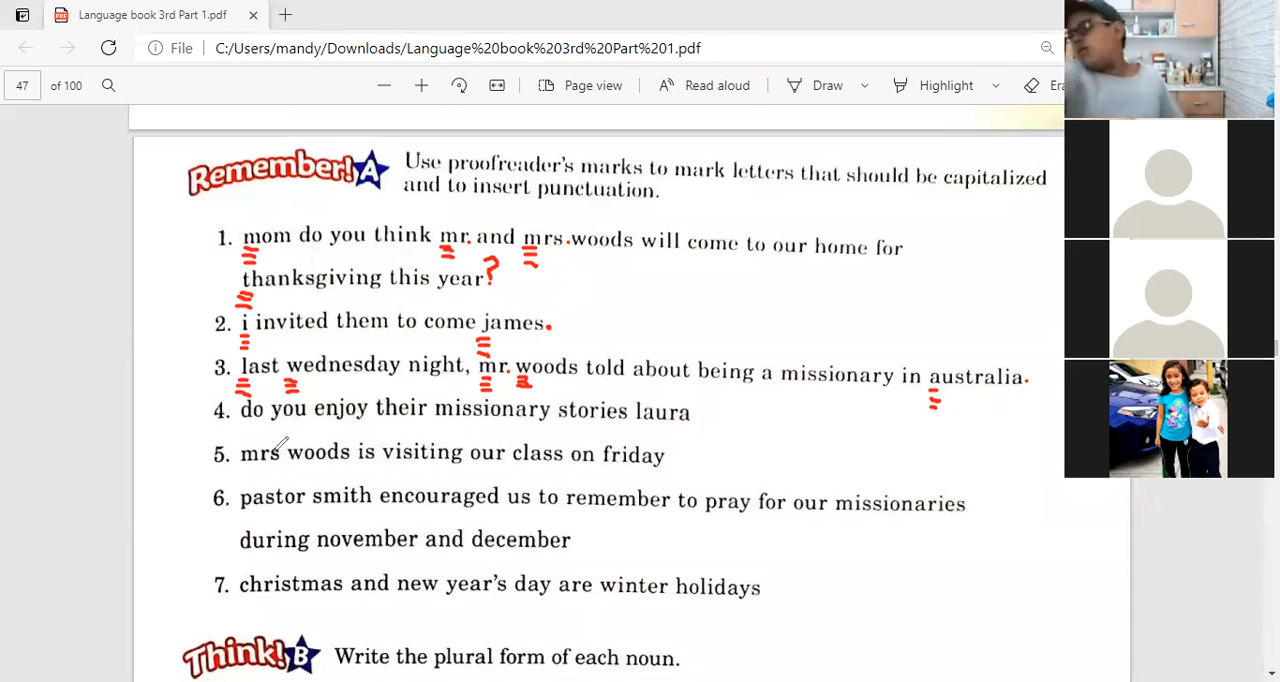 Language book 3rd Part 1.pdf
File C:/Users/mandy/Downloads/Language%20book%203rd%20Part%201.pdf
47 of 100 Page view Read aloud Draw Highlight
Remember! A Use proofreader's marks to mark letters that should be capitalized
and to insert punctuation.
1. mom do you think mr. and mrs. woods will come to our home for
thanksgiving this year?
2. i invited them to come james.
3. last wednesday night, mr. woods told about being a missionary in australia.
4. do you enjoy their missionary stories laura
5. mrs woods is visiting our class on friday
6. pastor smith encouraged us to remember to pray for our missionaries
during november and december
7. christmas and new year's day are winter holidays
Think! B Write the plural form of each noun.